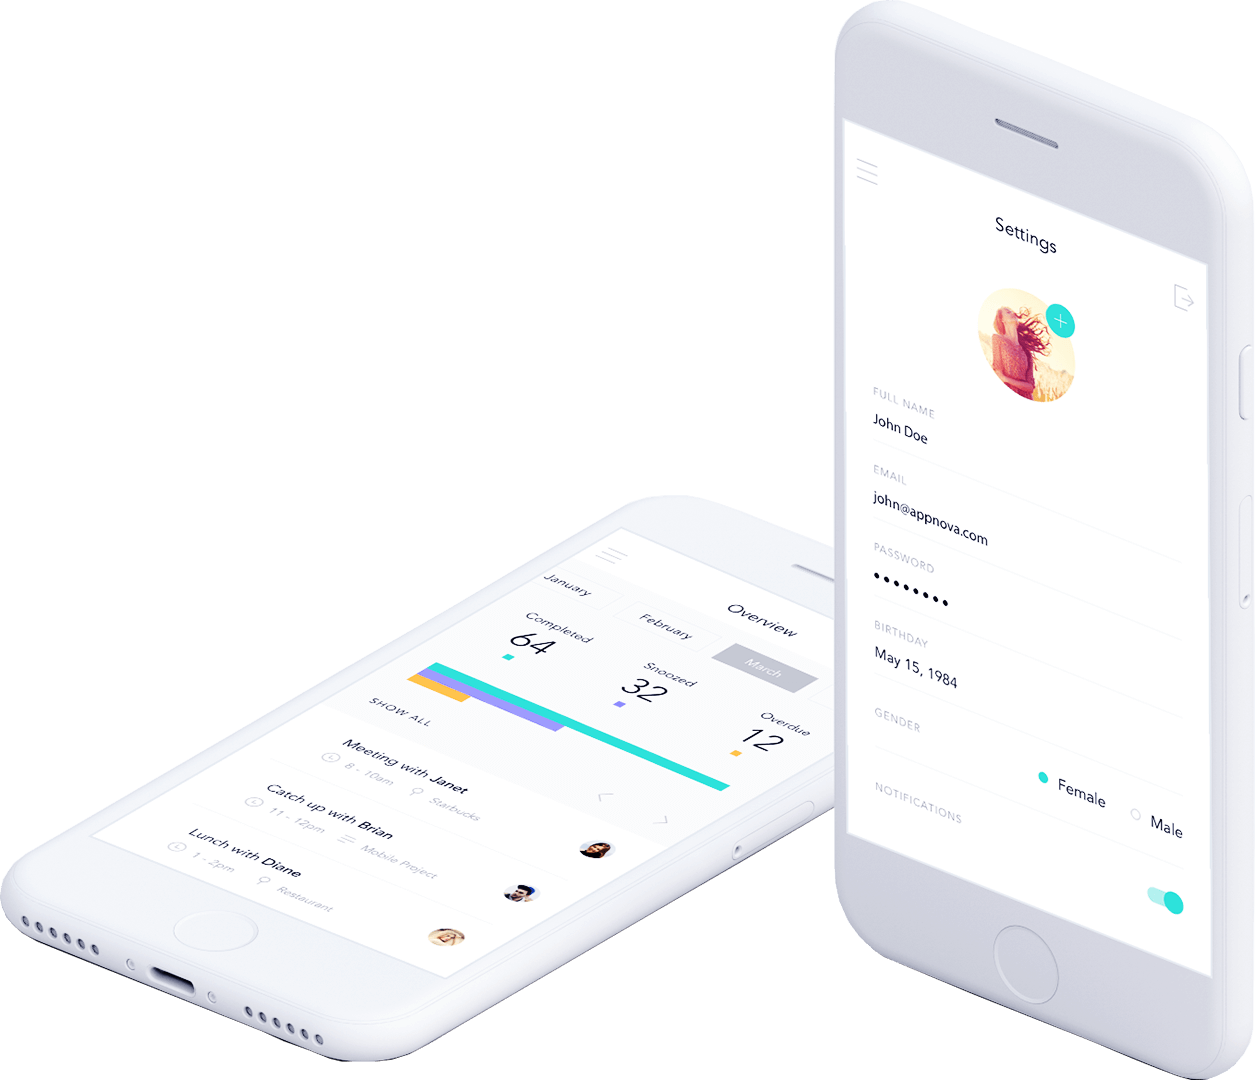 Settings
FULL NAME
John Doe
EMAIL
john@appnova.com
PASSWORD
BIRTHDAY
May 15, 1984
GENDER
Female
Male
NOTIFICATIONS
Overview
January
February
March
Completed
64
Snoozed
32
Overdue
12
SHOW ALL
Meeting with Janet
8 - 10am
Starbucks
Catch up with Brian
11 - 12pm
Mobile Project
Lunch with Diane
1 - 2pm
Restaurant